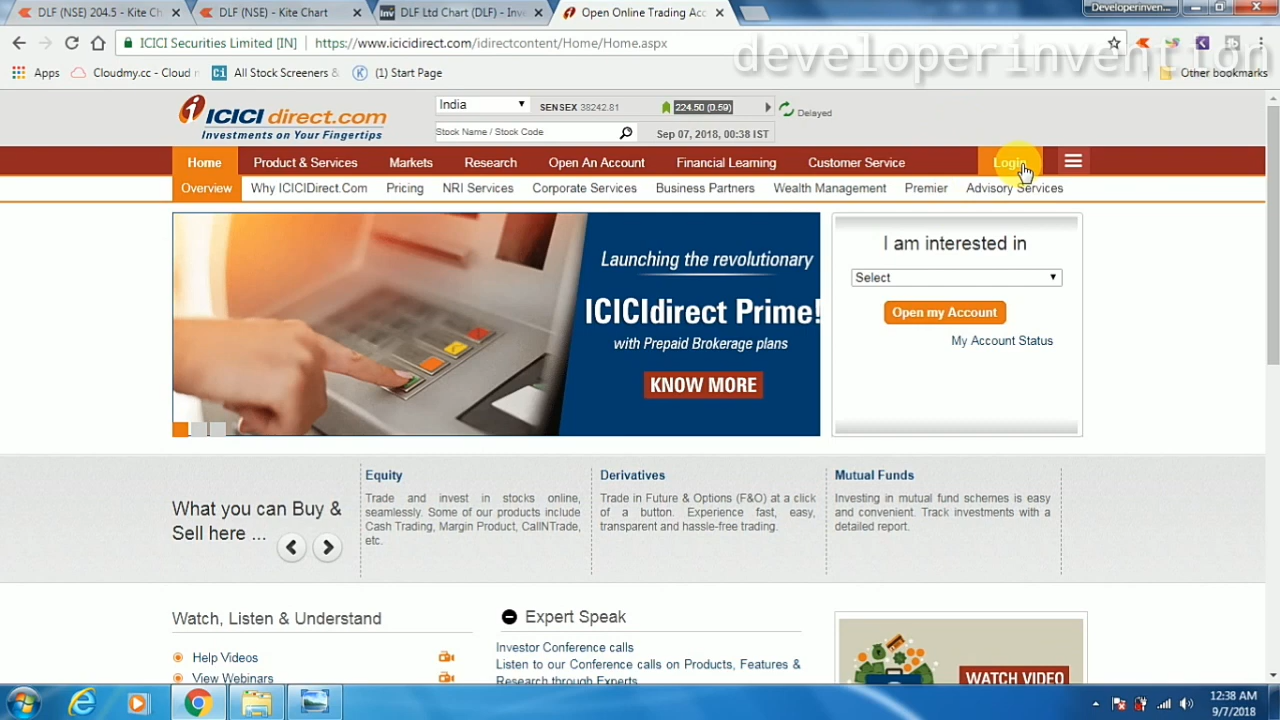 DLF (NSE) 204.5 - Kite Ch
DLF (NSE) - Kite Chart
DLF Ltd Chart (DLF) - Inv
Open Online Trading Acc
Developerinven...
ICICI Securities Limited [IN]
https://www.icicidirect.com/idirectcontent/Home/Home.aspx
developer invention
Apps
Cloudmy.cc - Cloud
All Stock Screeners &
(1) Start Page
Other bookmarks
ICICI direct.com
Investments on Your Fingertips
India
SENSEX 38242.81
224.50 (0.59)
Delayed
Stock Name / Stock Code
Sep 07, 2018, 00:38 IST
Home
Product & Services
Markets
Research
Open An Account
Financial Learning
Customer Service
Login
Overview
Why ICICIDirect.Com
Pricing
NRI Services
Corporate Services
Business Partners
Wealth Management
Premier
Advisory Services
Launching the revolutionary
ICICIdirect Prime!
with Prepaid Brokerage plans
KNOW MORE
I am interested in
Select
Open my Account
My Account Status
What you can Buy &
Sell here ...
Equity
Trade and invest in stocks online,
seamlessly. Some of our products include
Cash Trading, Margin Product, CallNTrade,
etc.
Derivatives
Trade in Future & Options (F&O) at a click
of a button. Experience fast, easy,
transparent and hassle-free trading.
Mutual Funds
Investing in mutual fund schemes is easy
and convenient. Track investments with a
detailed report.
Watch, Listen & Understand
Help Videos
View Webinars
Expert Speak
Investor Conference calls
Listen to our Conference calls on Products, Features &
Research through Experts
WATCH VIDEO
12:38 AM
9/7/2018